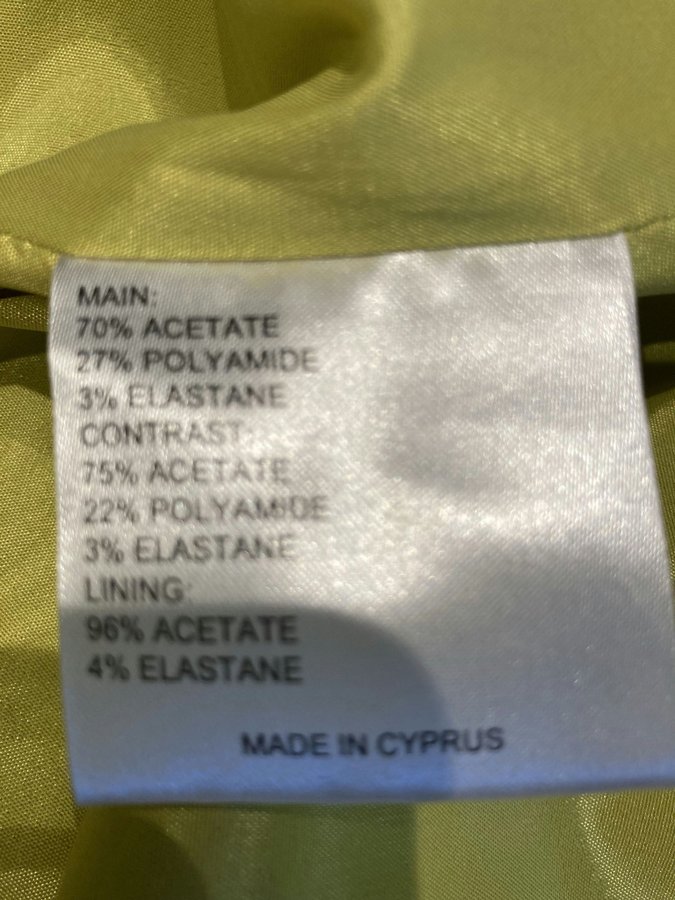 MAIN:
70% ACETATE
27% POLYAMIDE
3% ELASTANE
CONTRAST:
75% ACETATE
22% POLYAMIDE
3% ELASTANE
LINING:
96% ACETATE
4% ELASTANE
MADE IN CYPRUS